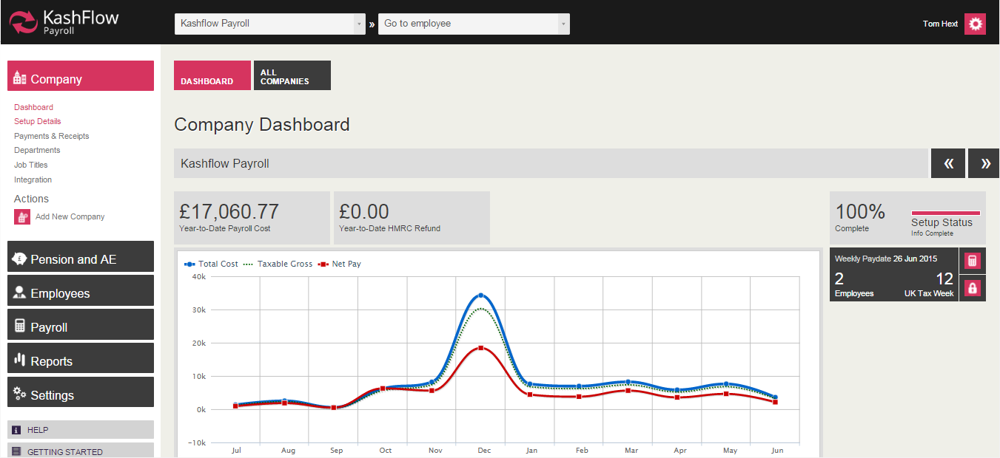 KashFlow
Payroll
Kashflow Payroll
»
Go to employee
Tom Hext
Company
Dashboard
Setup Details
Payments & Receipts
Departments
Job Titles
Integration
Actions
Add New Company
Pension and AE
Employees
Payroll
Reports
Settings
HELP
GETTING STARTED
DASHBOARD
ALL
COMPANIES
Company Dashboard
Kashflow Payroll
«
»
£17,060.77
Year-to-Date Payroll Cost
£0.00
Year-to-Date HMRC Refund
100%
Complete
Setup Status
Info Complete
Weekly Paydate 26 Jun 2015
2
Employees
12
UK Tax Week
Total Cost Taxable Gross Net Pay
40k
30k
20k
10k
0k
-10k
Jul Aug Sep Oct Nov Dec Jan Feb Mar Apr May Jun